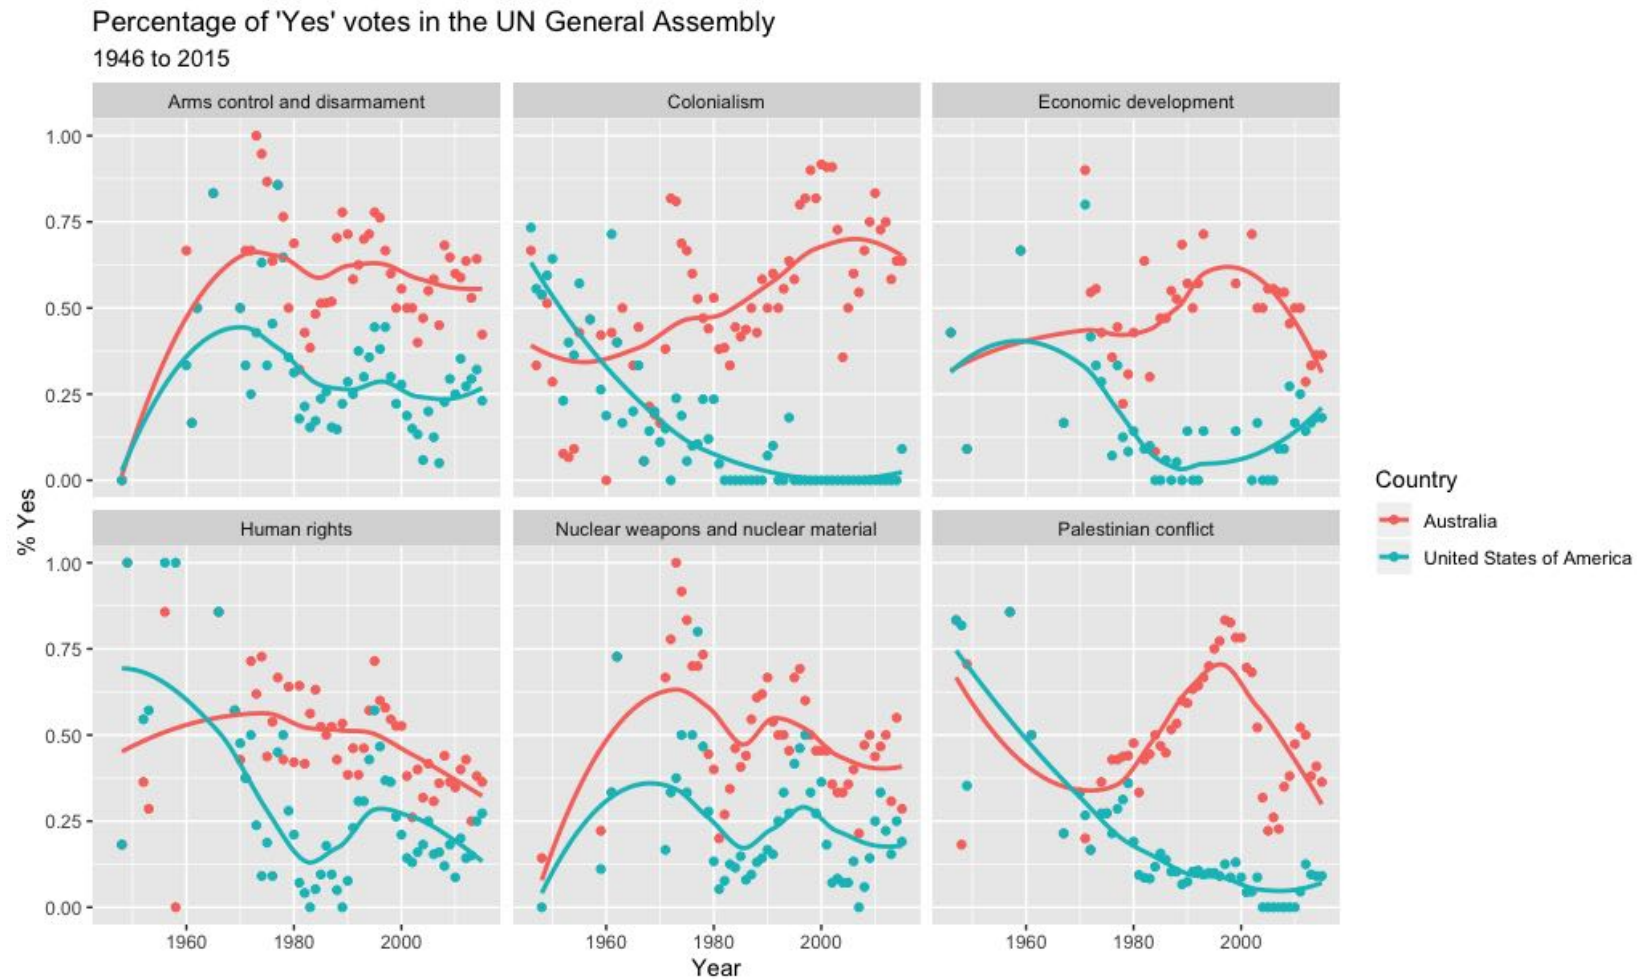 Percentage of 'Yes' votes in the UN General Assembly
1946 to 2015
Arms control and disarmament
Colonialism
Economic development
1.00
0.75
0.50
0.25
0.00
% Yes
Human rights
Nuclear weapons and nuclear material
Palestinian conflict
1.00
0.75
0.50
0.25
0.00
1960 1980 2000
1960 1980 2000
1960 1980 2000
Year
Country
Australia
United States of America